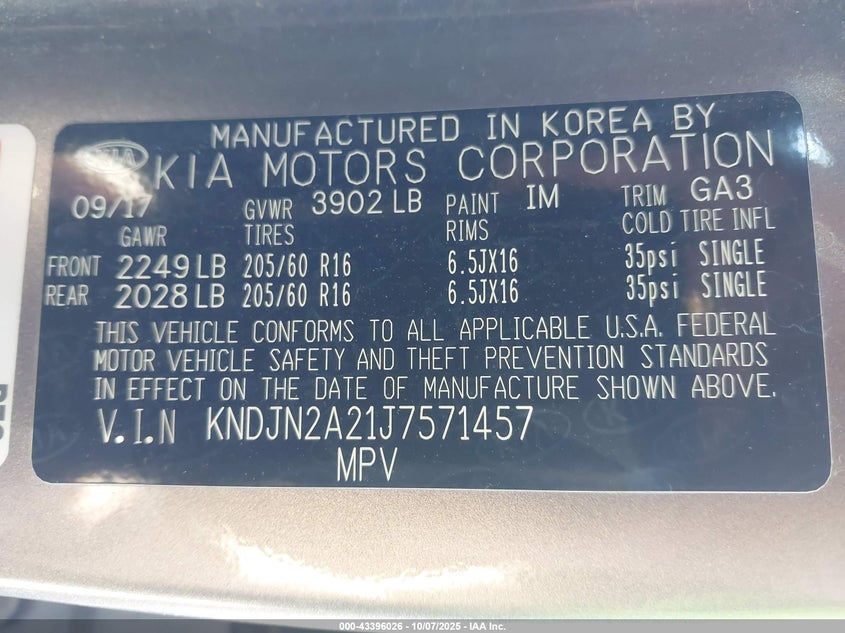 MANUFACTURED IN KOREA BY
KIA KIA MOTORS CORPORATION
09/17 GVWR 3902 LB PAINT IM TRIM GA3
GAWR TIRES RIMS COLD TIRE INFL
FRONT 2249 LB 205/60 R16 6.5JX16 35psi SINGLE
REAR 2028 LB 205/60 R16 6.5JX16 35psi SINGLE
THIS VEHICLE CONFORMS TO ALL APPLICABLE U.S.A. FEDERAL
MOTOR VEHICLE SAFETY AND THEFT PREVENTION STANDARDS
IN EFFECT ON THE DATE OF MANUFACTURE SHOWN ABOVE.
V.I.N KNDJN2A21J7571457
MPV
000-43396026 - 10/07/2025 - IAA Inc.